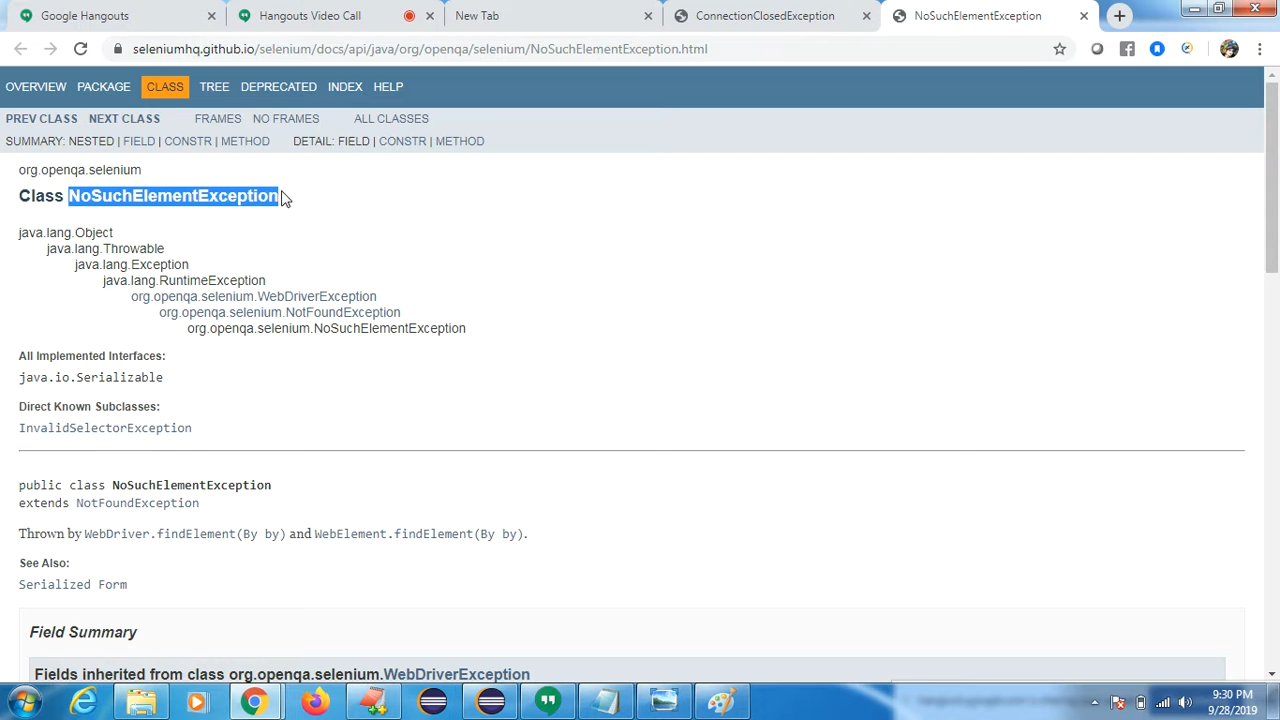 Google Hangouts
Hangouts Video Call
New Tab
ConnectionClosedException
NoSuchElementException
seleniumhq.github.io/selenium/docs/api/java/org/openqa/selenium/NoSuchElementException.html
OVERVIEW PACKAGE CLASS TREE DEPRECATED INDEX HELP
PREV CLASS NEXT CLASS FRAMES NO FRAMES ALL CLASSES
SUMMARY: NESTED | FIELD | CONSTR | METHOD DETAIL: FIELD | CONSTR | METHOD
org.openqa.selenium
Class NoSuchElementException
java.lang.Object
java.lang.Throwable
java.lang.Exception
java.lang.RuntimeException
org.openqa.selenium.WebDriverException
org.openqa.selenium.NotFoundException
org.openqa.selenium.NoSuchElementException
All Implemented Interfaces:
java.io.Serializable
Direct Known Subclasses:
InvalidSelectorException
public class NoSuchElementException
extends NotFoundException
Thrown by WebDriver.findElement(By by) and WebElement.findElement(By by).
See Also:
Serialized Form
Field Summary
Fields inherited from class org.openqa.selenium.WebDriverException
9:30 PM
9/28/2019